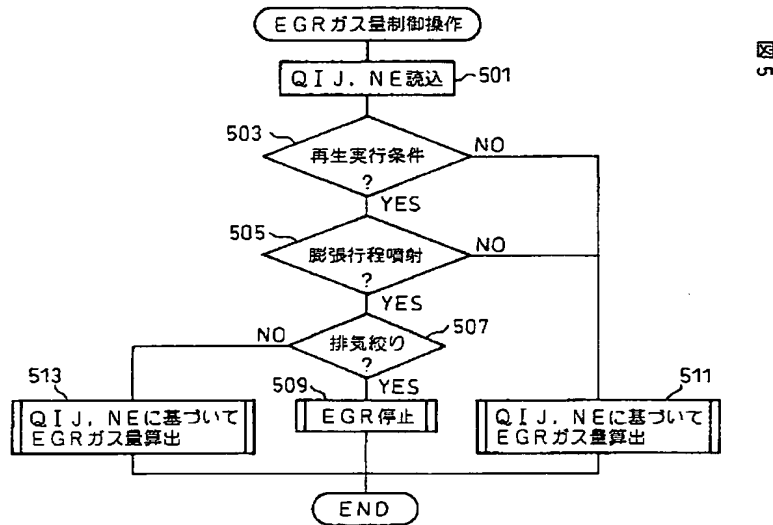 EGRガス量制御操作
QIJ. NE読込
501
図5
503
再生実行条件
?
NO
YES
505
膨張行程噴射
?
NO
YES
507
排気絞り
?
NO
YES
513
QIJ. NEに基づいて
EGRガス量算出
509
EGR停止
511
QIJ. NEに基づいて
EGRガス量算出
END